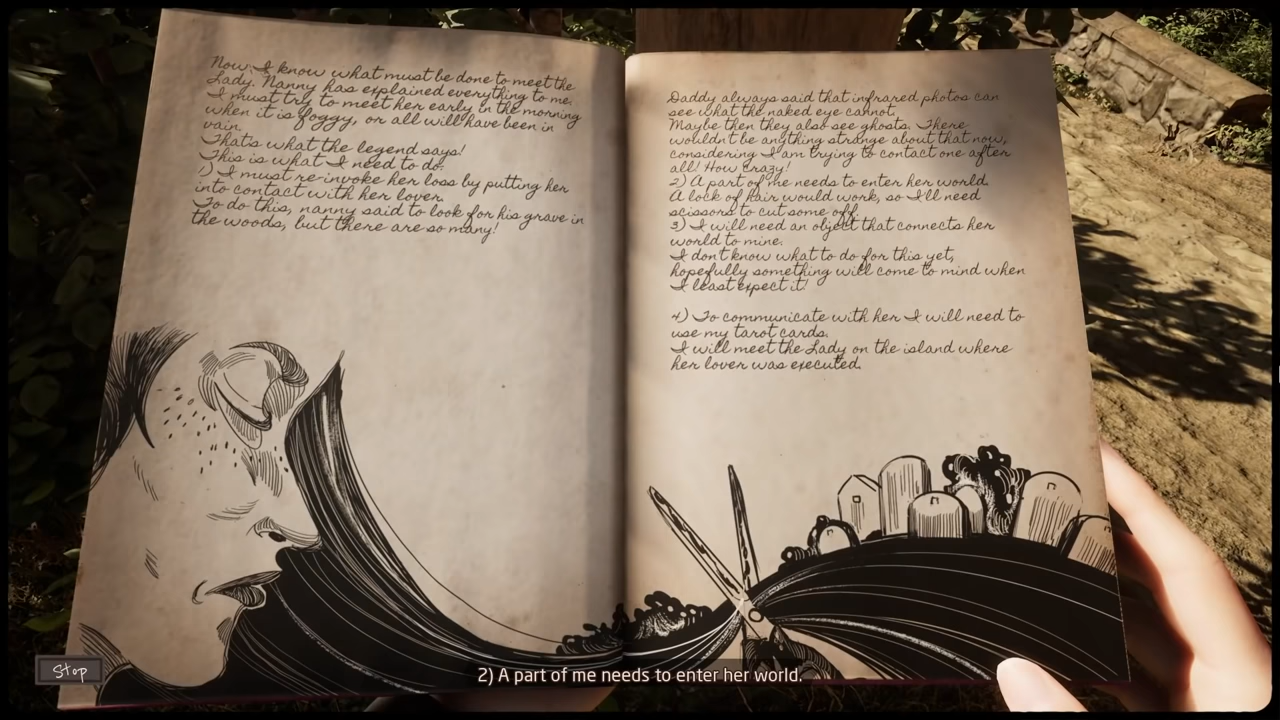 Now I know what must be done to meet the
Lady. Nanny has explained everything to me.
I must try to meet her early in the morning
when it is foggy, or all will have been in
vain.
That's what the legend says!
This is what I need to do:
1) I must re-invoke her loss by putting her
into contact with her lover.
To do this, nanny said to look for his grave in
the woods, but there are so many!
Daddy always said that infrared photos can
see what the naked eye cannot.
Maybe then they also see ghosts. There
wouldn't be anything strange about that now,
considering I am trying to contact one after
all! How crazy!
2) A part of me needs to enter her world.
A lock of hair would work, so I'll need
scissors to cut some off.
3) I will need an object that connects her
world to mine.
I don't know what to do for this yet,
hopefully something will come to mind when
I least expect it!
4) To communicate with her I will need to
use my tarot cards.
I will meet the Lady on the island where
her lover was executed.
Stop
2) A part of me needs to enter her world.